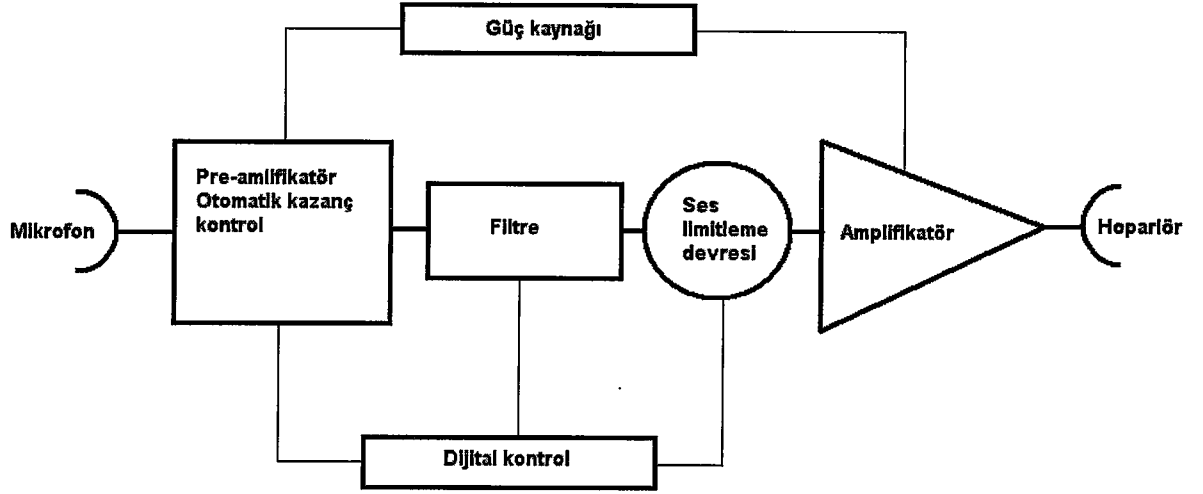 Güç kaynağı
Pre-amlifikatör
Otomatik kazanç
kontrol
Mikrofon
Filtre
Ses
limitleme
devresi
Amplifikatör
Hoparlör
Dijital kontrol